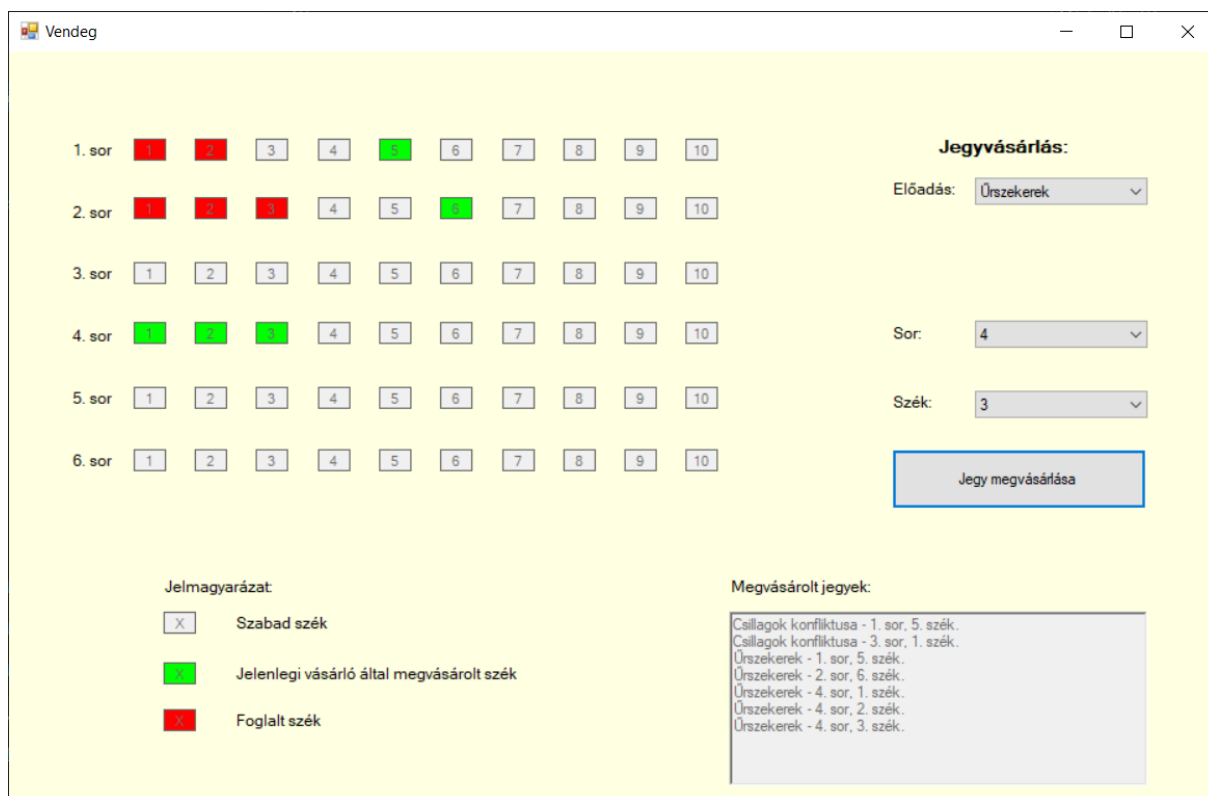 Vendeg
1. sor 1 2 3 4 5 6 7 8 9 10
2. sor 1 2 3 4 5 6 7 8 9 10
3. sor 1 2 3 4 5 6 7 8 9 10
4. sor 1 2 3 4 5 6 7 8 9 10
5. sor 1 2 3 4 5 6 7 8 9 10
6. sor 1 2 3 4 5 6 7 8 9 10
Jegyvásárlás:
Előadás: Űrszekerek
Sor: 4
Szék: 3
Jegy megvásárlása
Jelmagyarázat:
X Szabad szék
X Jelenlegi vásárló által megvásárolt szék
X Foglalt szék
Megvásárolt jegyek:
Csillagok konfliktusa - 1. sor, 5. szék.
Csillagok konfliktusa - 3. sor, 1. szék.
Űrszekerek - 1. sor, 5. szék.
Űrszekerek - 2. sor, 6. szék.
Űrszekerek - 4. sor, 1. szék.
Űrszekerek - 4. sor, 2. szék.
Űrszekerek - 4. sor, 3. szék.